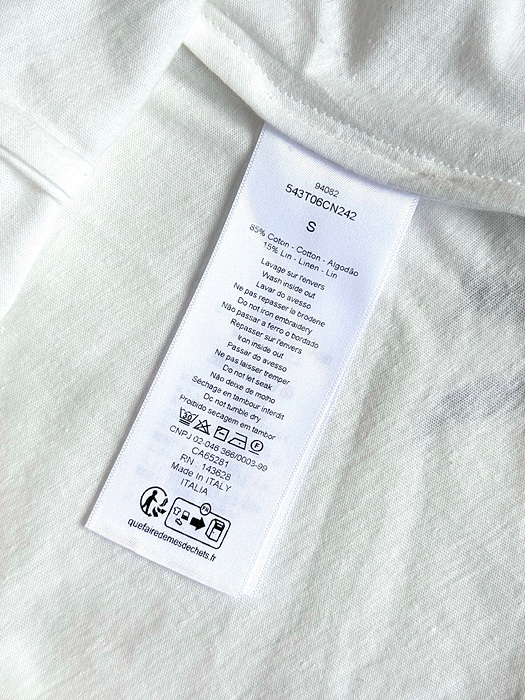 94082
543T06CN242
S
85% Coton - Cotton - Algodão
15% Lin - Linen - Lin
Lavage sur l'envers
Wash inside out
Lavar do avesso
Ne pas repasser la broderie
Do not iron embroidery
Não passar a ferro o bordado
Repasser sur l'envers
Iron inside out
Passar do avesso
Ne pas laisser tremper
Do not let soak
Não deixe de molho
Séchage en tambour interdit
Do not tumble dry
Proibido secagem em tambor
30 F
CNPJ 02-046 366/0003-99
CA65281
RN : 143628
Made in ITALY
ITALIA
FR
quefairedemesdechets.fr